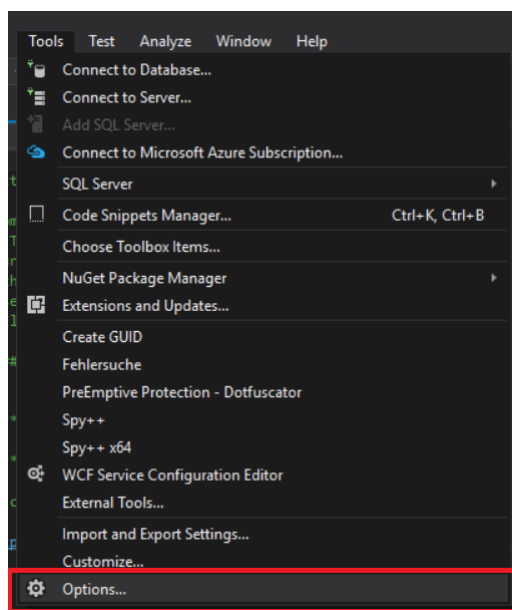 Tools Test Analyze Window Help
Connect to Database...
Connect to Server...
Add SQL Server...
Connect to Microsoft Azure Subscription...
SQL Server
Code Snippets Manager... Ctrl+K, Ctrl+B
Choose Toolbox Items...
NuGet Package Manager
Extensions and Updates...
Create GUID
Fehlersuche
PreEmptive Protection - Dotfuscator
Spy++
Spy++ x64
WCF Service Configuration Editor
External Tools...
Import and Export Settings...
Customize...
Options...